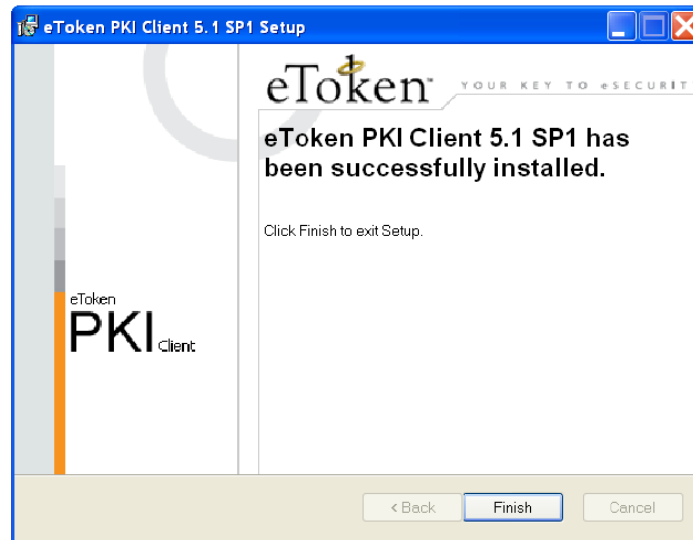 eToken PKI Client 5.1 SP1 Setup
eToken™ YOUR KEY TO eSECURIT
eToken PKI Client 5.1 SP1 has
been successfully installed.
Click Finish to exit Setup.
eToken
PKI Client
< Back Finish Cancel